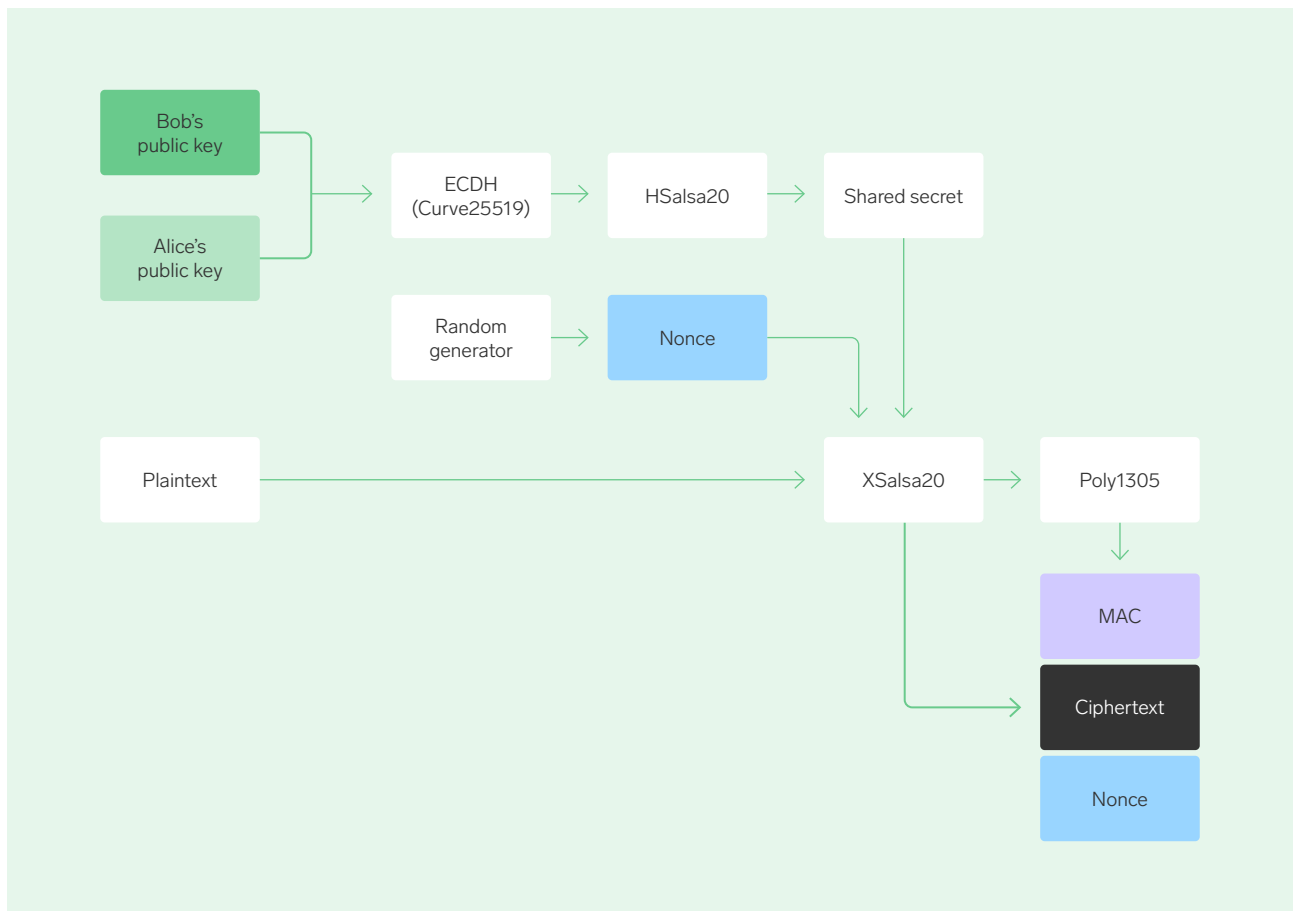 Bob’s
public key
Alice’s
public key
ECDH
(Curve25519)
HSalsa20
Shared secret
Random
generator
Nonce
Plaintext
XSalsa20
Poly1305
MAC
Ciphertext
Nonce